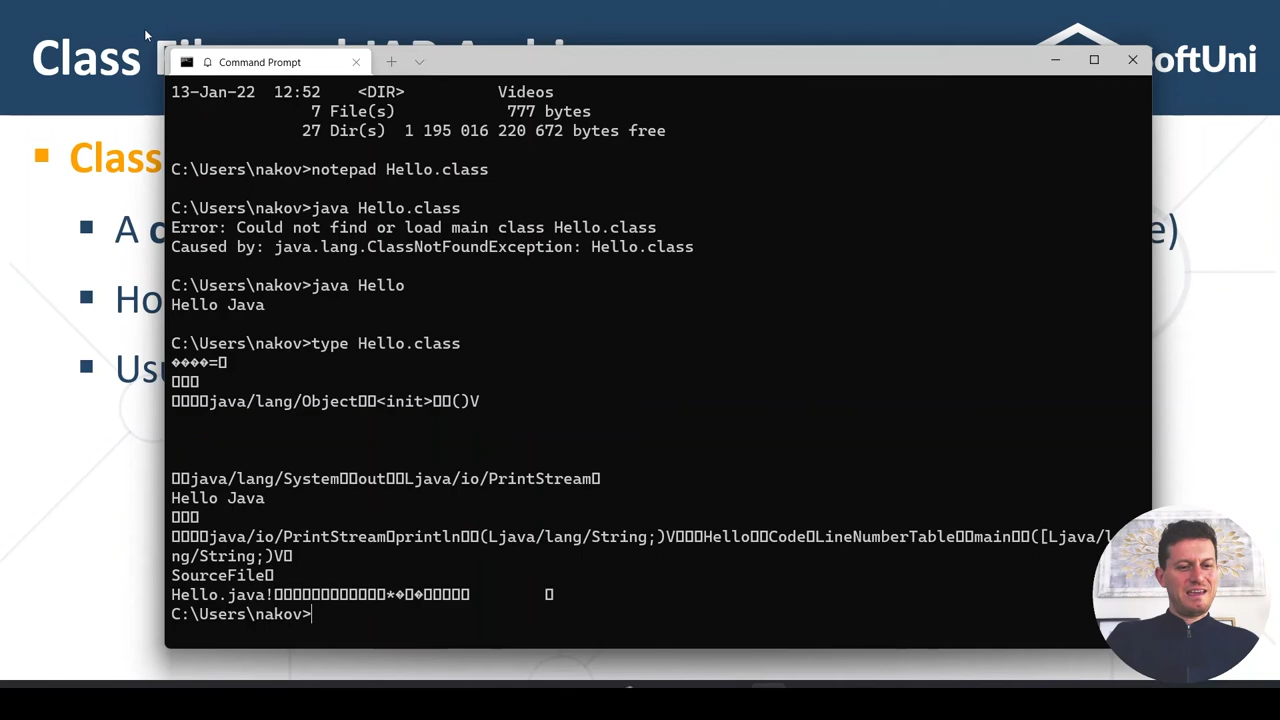 Class
oftUni
Command Prompt
13-Jan-22  12:52    <DIR>          Videos
7 File(s)            777 bytes
27 Dir(s)  1 195 016 220 672 bytes free
Class
C:\Users\nakov>notepad Hello.class
C:\Users\nakov>java Hello.class
A
e)
Error: Could not find or load main class Hello.class
Caused by: java.lang.ClassNotFoundException: Hello.class
C:\Users\nakov>java Hello
Ho
Hello Java
C:\Users\nakov>type Hello.class
����=□
□□□
□□□□java/lang/Object□□<init>□□()V
□□java/lang/System□□out□□Ljava/io/PrintStream□
Hello Java
□□□
□□□□java/io/PrintStream□println□□(Ljava/lang/String;)V□□□Hello□□Code□LineNumberTable□□main□□([Ljava/l
ng/String;)V□
SourceFile□
Hello.java!□□□□□□□□□□□□*�□�□□□□□        □
C:\Users\nakov>